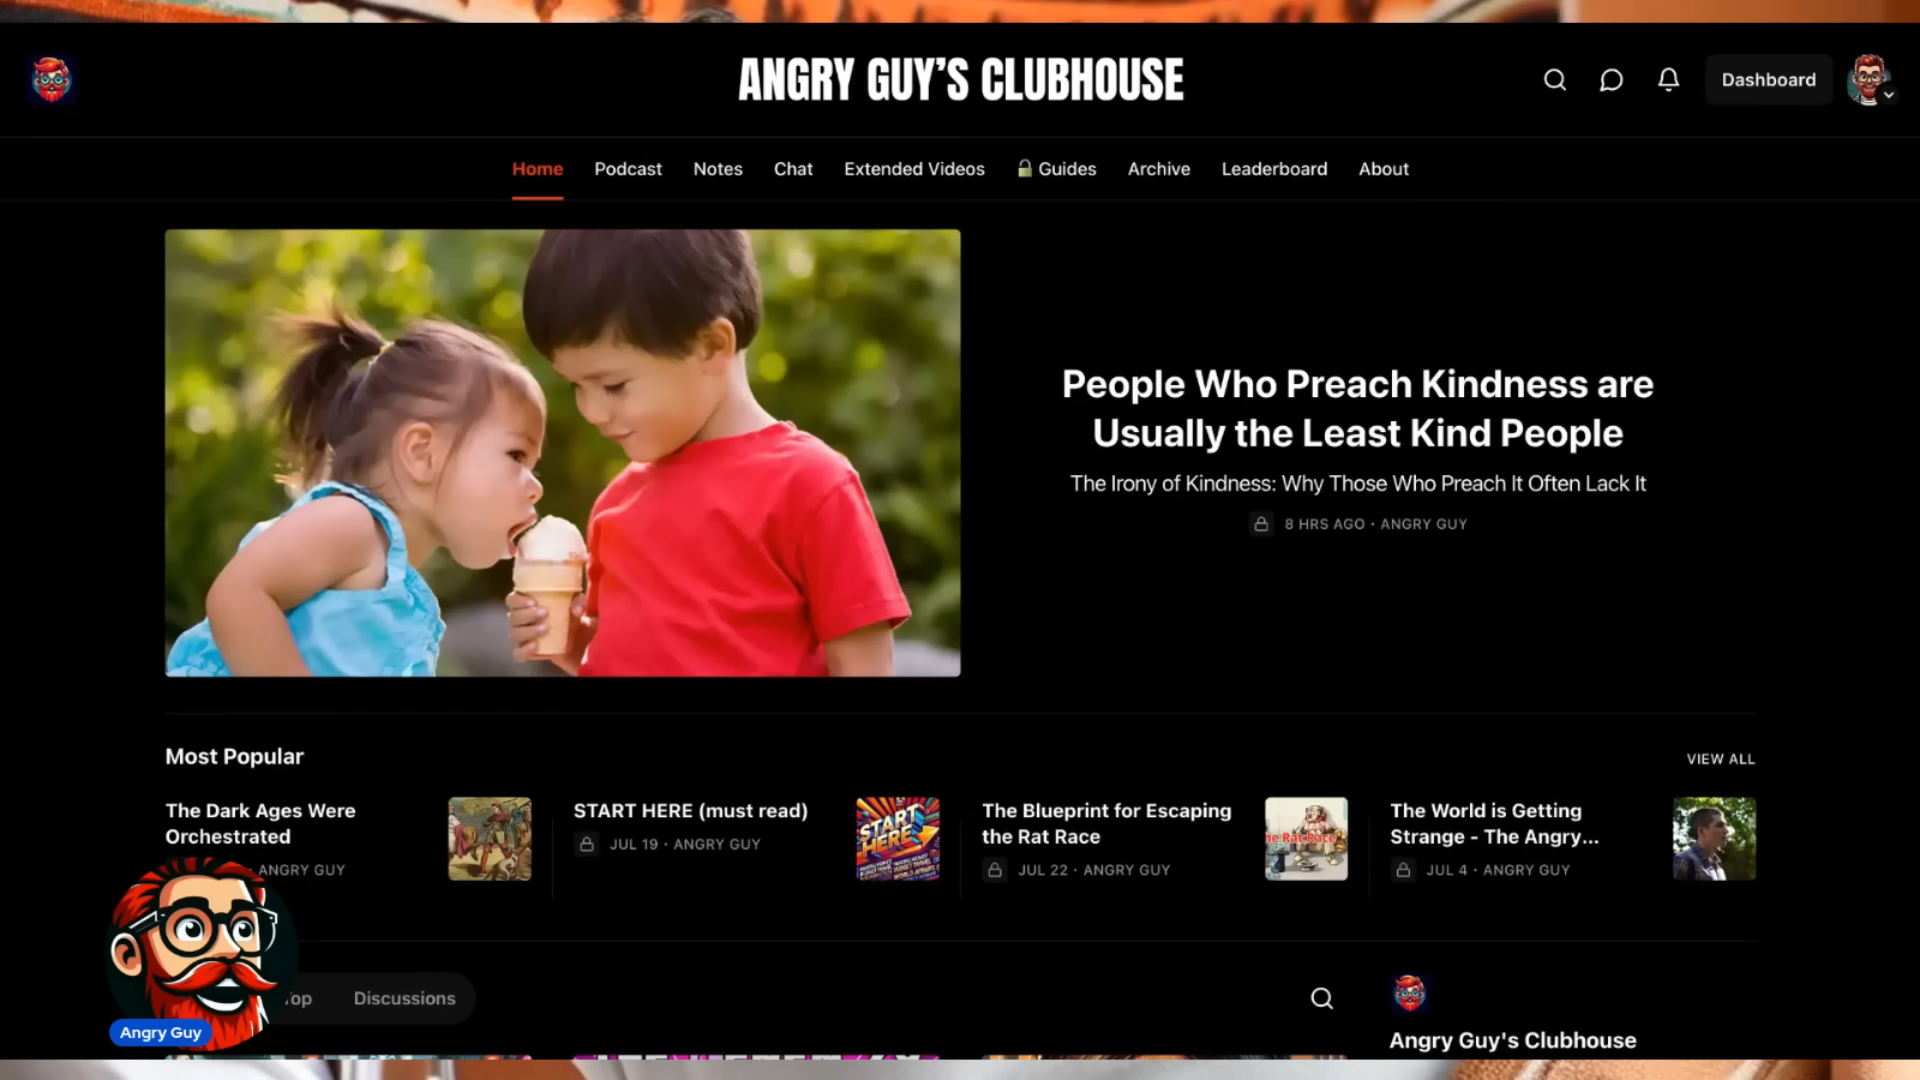 ANGRY GUY'S CLUBHOUSE
Dashboard
Home Podcast Notes Chat Extended Videos Guides Archive Leaderboard About
People Who Preach Kindness are
Usually the Least Kind People
The Irony of Kindness: Why Those Who Preach It Often Lack It
8 HRS AGO • ANGRY GUY
Most Popular
VIEW ALL
The Dark Ages Were
Orchestrated
• ANGRY GUY
START HERE (must read)
JUL 19 • ANGRY GUY
START
HERE
The Blueprint for Escaping
the Rat Race
JUL 22 • ANGRY GUY
he Rat Race
The World is Getting
Strange - The Angry...
JUL 4 • ANGRY GUY
Discussions
Angry Guy
Angry Guy's Clubhouse